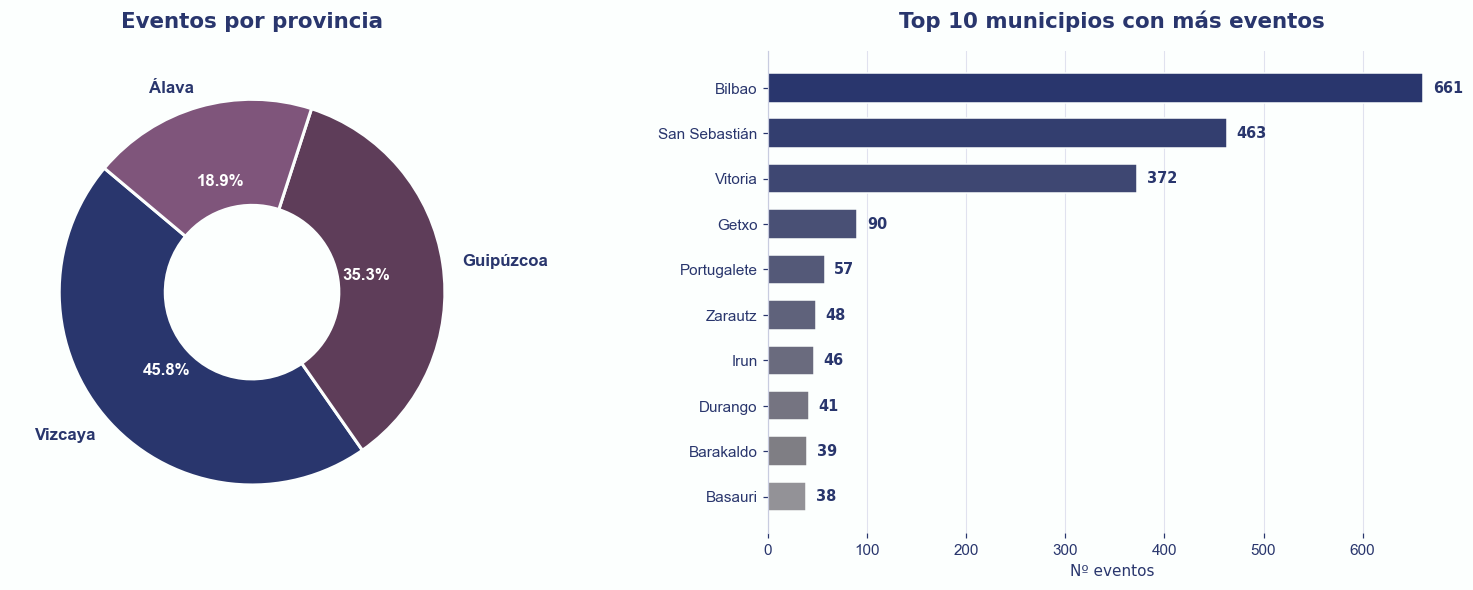 Eventos por provincia
Álava
18.9%
35.3%
Guipúzcoa
45.8%
Vizcaya
Top 10 municipios con más eventos
Bilbao 661
San Sebastián 463
Vitoria 372
Getxo 90
Portugalete 57
Zarautz 48
Irun 46
Durango 41
Barakaldo 39
Basauri 38
0 100 200 300 400 500 600
Nº eventos